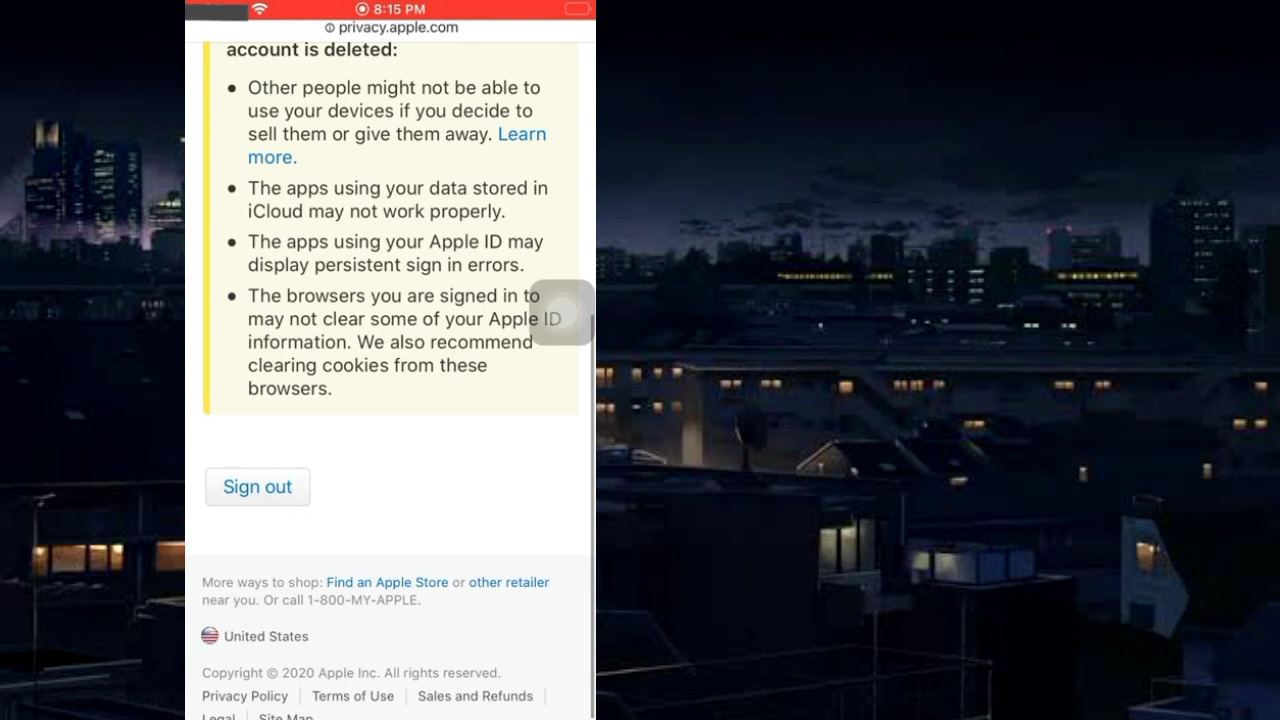 8:15 PM
privacy.apple.com
account is deleted:
• Other people might not be able to
use your devices if you decide to
sell them or give them away. Learn
more.
• The apps using your data stored in
iCloud may not work properly.
• The apps using your Apple ID may
display persistent sign in errors.
• The browsers you are signed in to
may not clear some of your Apple ID
information. We also recommend
clearing cookies from these
browsers.
Sign out
More ways to shop: Find an Apple Store or other retailer
near you. Or call 1-800-MY-APPLE.
United States
Copyright © 2020 Apple Inc. All rights reserved.
Privacy Policy | Terms of Use | Sales and Refunds |
Legal | Site Map